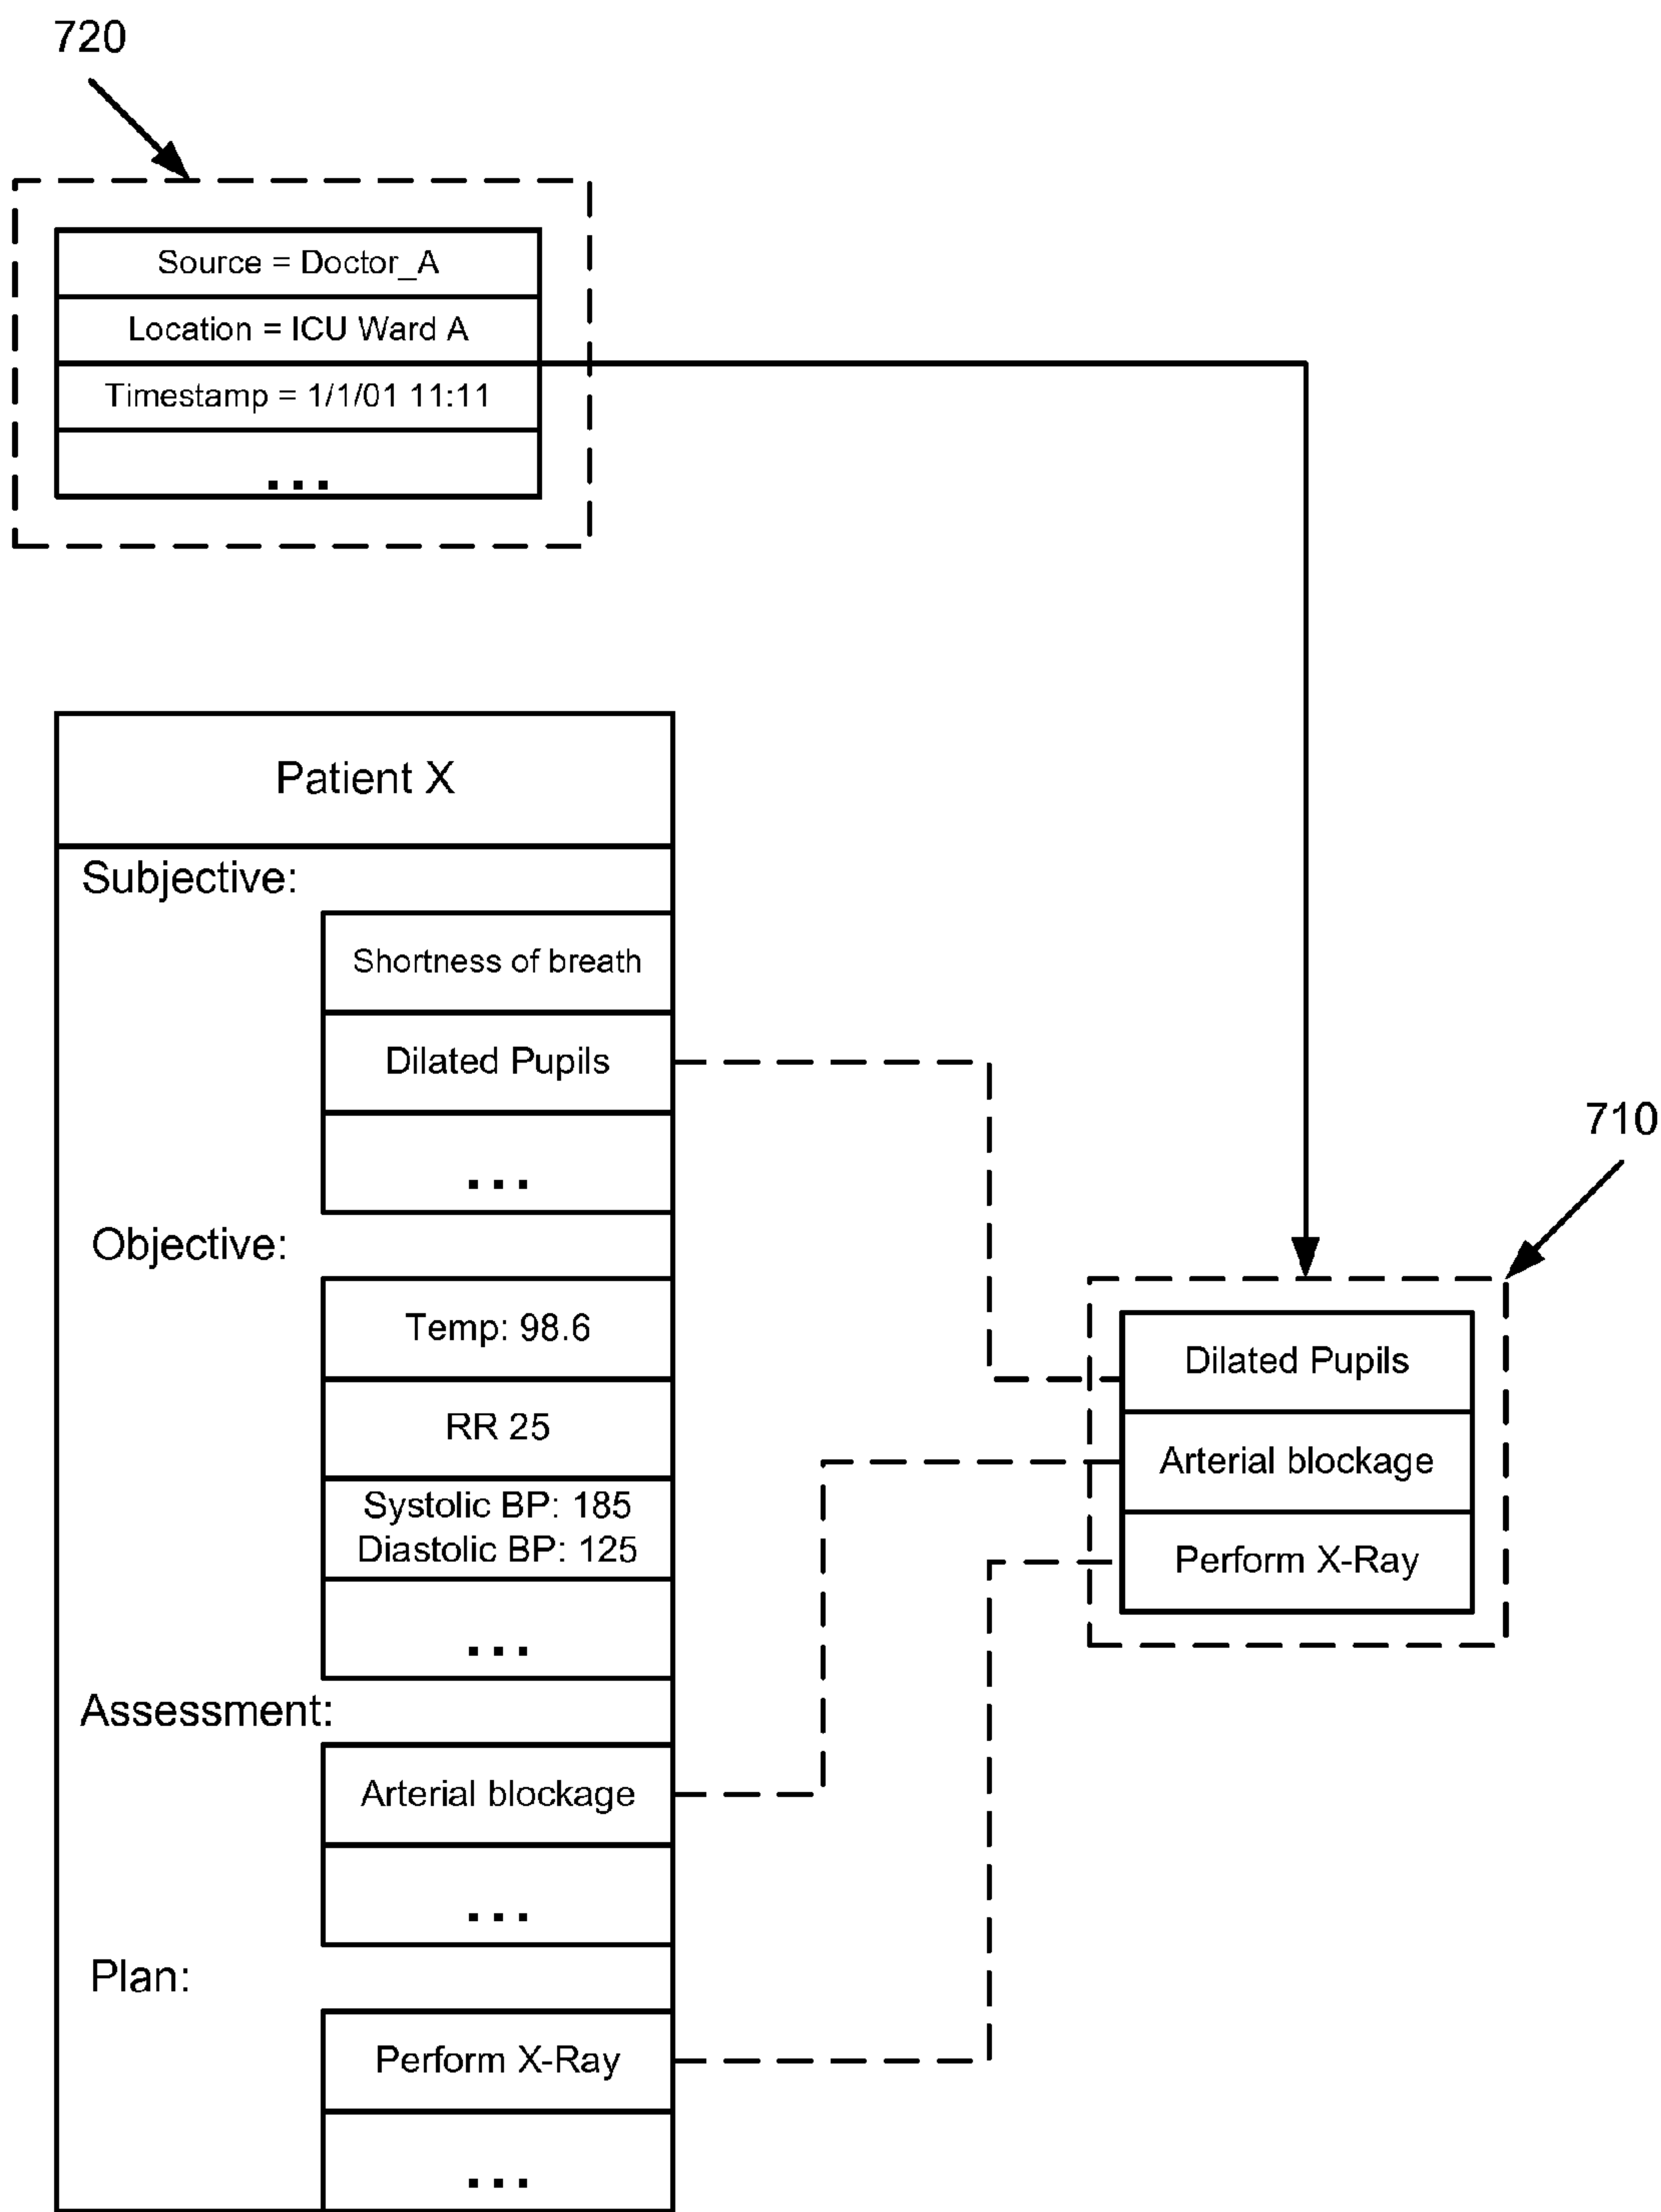 720
Source = Doctor_A
Location = ICU Ward A
Timestamp = 1/1/01 11:11
...
Patient X
Subjective:
Shortness of breath
Dilated Pupils
...
Objective:
Temp: 98.6
RR 25
Systolic BP: 185
Diastolic BP: 125
...
Assessment:
Arterial blockage
...
Plan:
Perform X-Ray
...
710
Dilated Pupils
Arterial blockage
Perform X-Ray